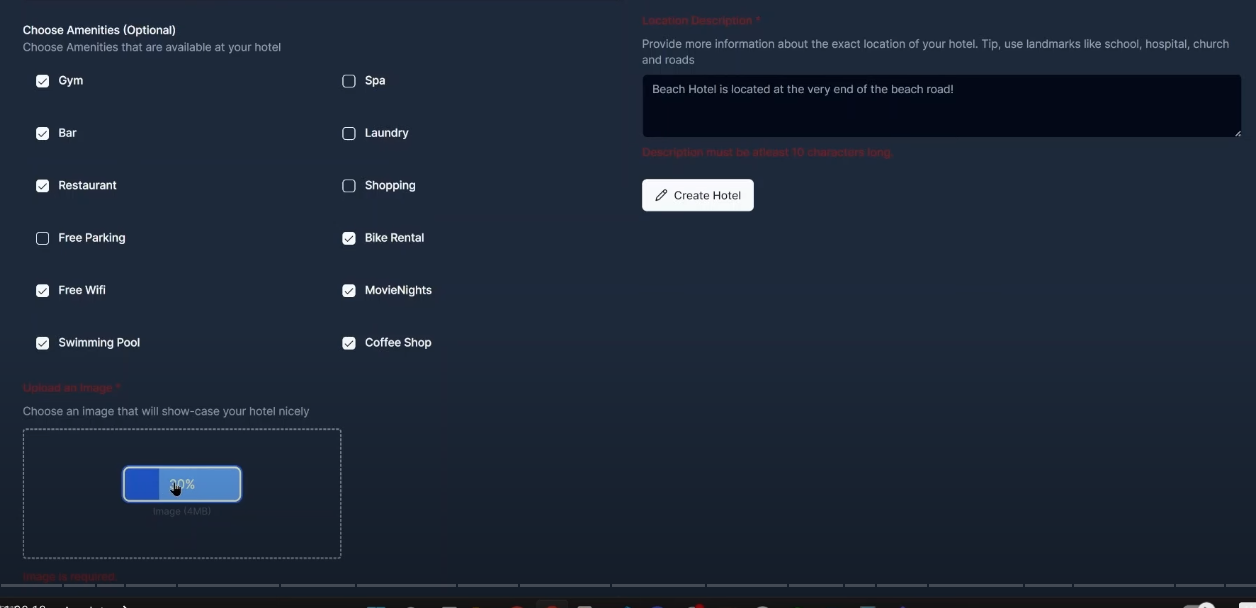 Choose Amenities (Optional)
Choose Amenities that are available at your hotel
Gym
Spa
Bar
Laundry
Restaurant
Shopping
Free Parking
Bike Rental
Free Wifi
MovieNights
Swimming Pool
Coffee Shop
Upload an Image *
Choose an image that will show-case your hotel nicely
Image (4MB)
Image is required.
Location Description *
Provide more information about the exact location of your hotel. Tip, use landmarks like school, hospital, church
and roads
Beach Hotel is located at the very end of the beach road!
Description must be atleast 10 characters long.
Create Hotel